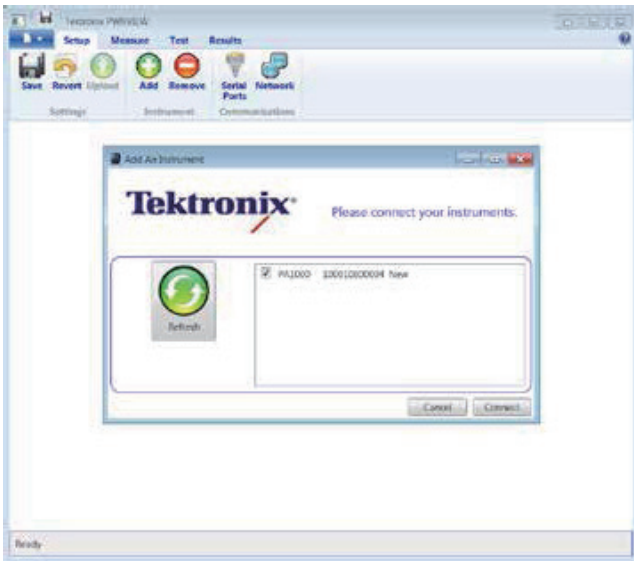 Tektronix PWRVIEW
Setup Measure Test Results
Save Revert Upload Add Remove Serial Ports Network
Settings Instrument Communications
Add An Instrument
Tektronix
Please connect your instruments.
Refresh
PA1000 New
Cancel Connect
Ready